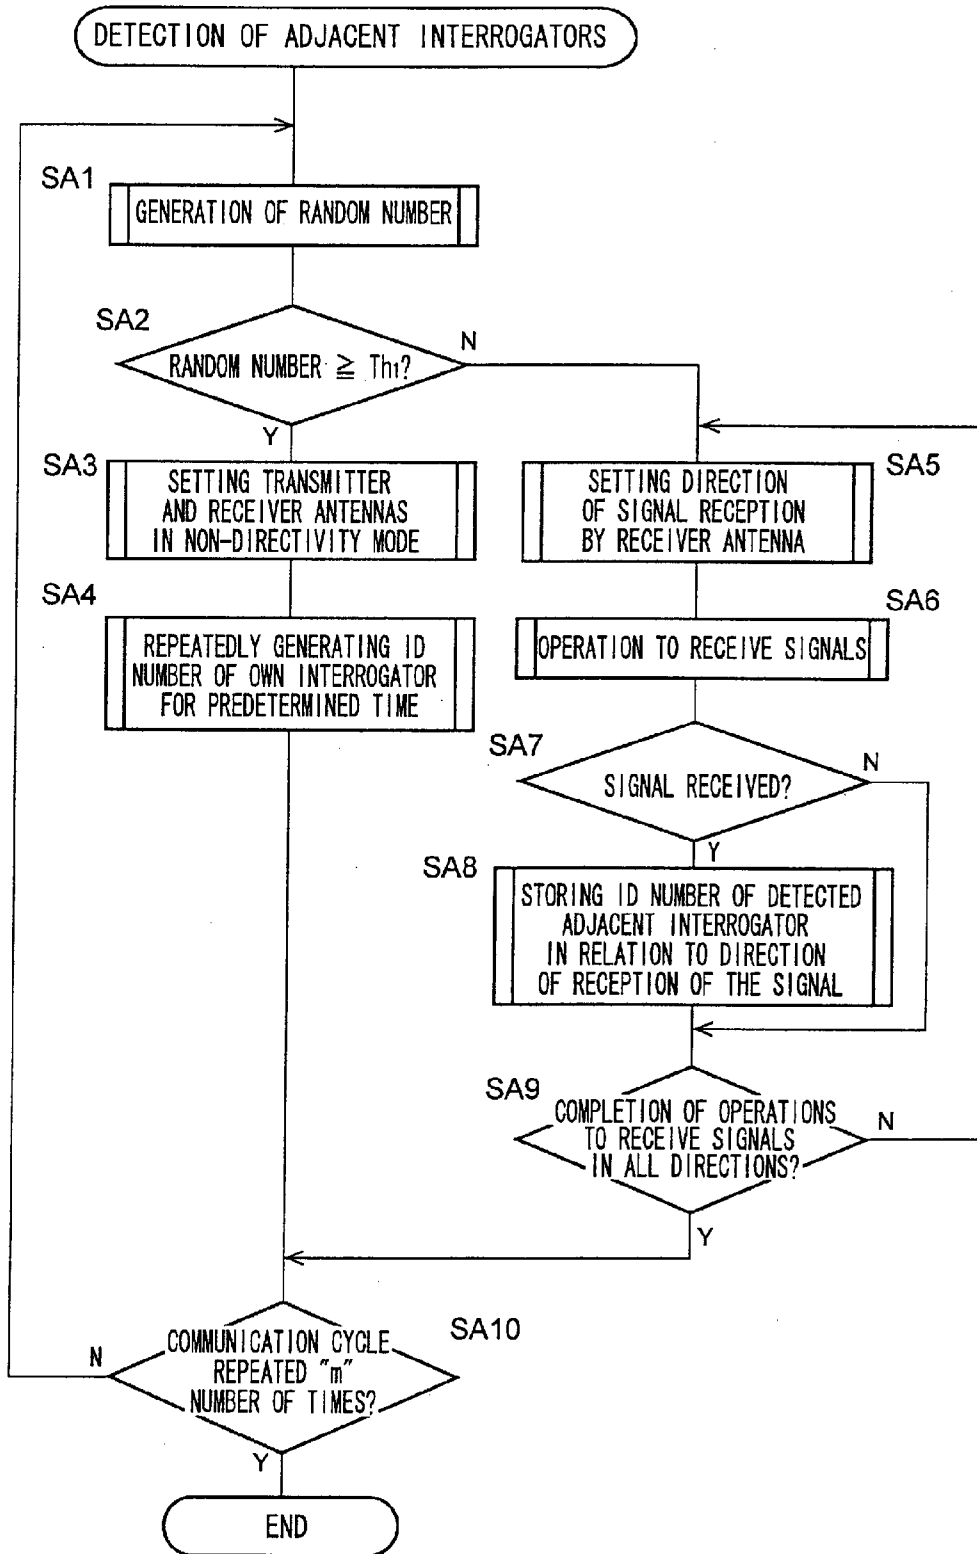 DETECTION OF ADJACENT INTERROGATORS
SA1
GENERATION OF RANDOM NUMBER
SA2
RANDOM NUMBER ≧ Th1?
N
Y
SA3
SETTING TRANSMITTER
AND RECEIVER ANTENNAS
IN NON-DIRECTIVITY MODE
SA5
SETTING DIRECTION
OF SIGNAL RECEPTION
BY RECEIVER ANTENNA
SA4
REPEATEDLY GENERATING ID
NUMBER OF OWN INTERROGATOR
FOR PREDETERMINED TIME
SA6
OPERATION TO RECEIVE SIGNALS
SA7
SIGNAL RECEIVED?
N
Y
SA8
STORING ID NUMBER OF DETECTED
ADJACENT INTERROGATOR
IN RELATION TO DIRECTION
OF RECEPTION OF THE SIGNAL
SA9
COMPLETION OF OPERATIONS
TO RECEIVE SIGNALS
IN ALL DIRECTIONS?
N
Y
SA10
COMMUNICATION CYCLE
REPEATED "m"
NUMBER OF TIMES?
N
Y
END